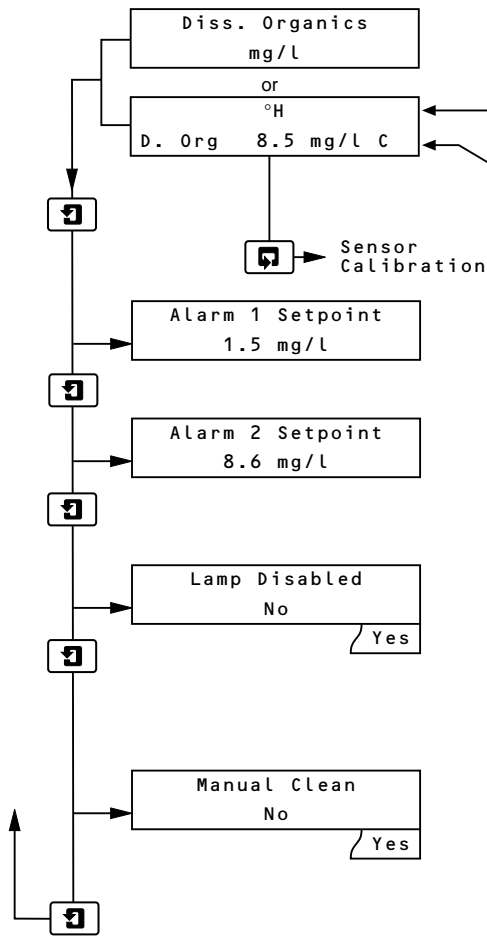 Diss. Organics
mg/l
or
°H
D. Org 8.5 mg/l C
Sensor
Calibration
Alarm 1 Setpoint
1.5 mg/l
Alarm 2 Setpoint
8.6 mg/l
Lamp Disabled
No
Yes
Manual Clean
No
Yes